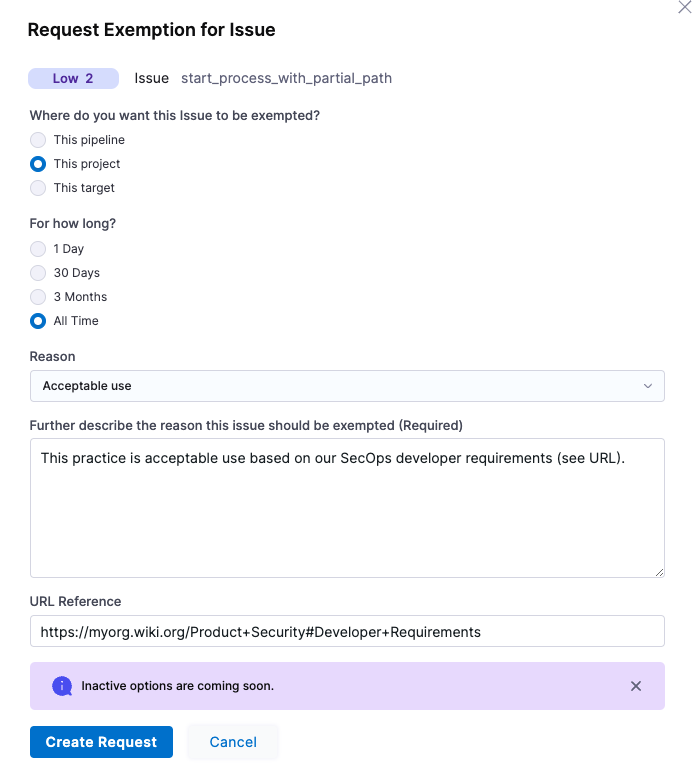 Request Exemption for Issue
Low 2 Issue start_process_with_partial_path
Where do you want this Issue to be exempted?
This pipeline
This project
This target
For how long?
1 Day
30 Days
3 Months
All Time
Reason
Acceptable use
Further describe the reason this issue should be exempted (Required)
This practice is acceptable use based on our SecOps developer requirements (see URL).
URL Reference
https://myorg.wiki.org/Product+Security#Developer+Requirements
Inactive options are coming soon.
Create Request Cancel